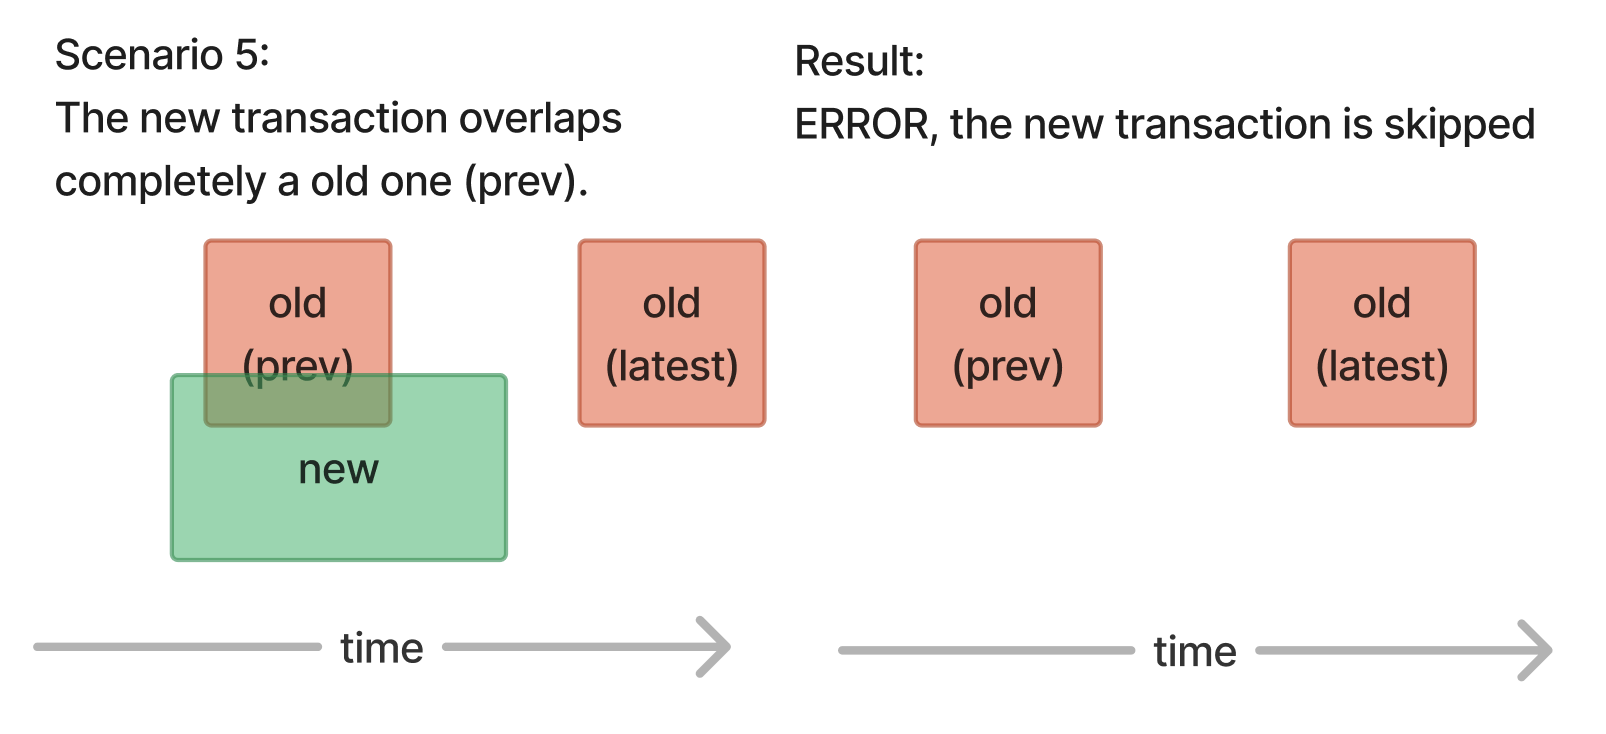 Scenario 5:
The new transaction overlaps
completely a old one (prev).
Result:
ERROR, the new transaction is skipped
old
(prev)
new
old
(latest)
old
(prev)
old
(latest)
time
time